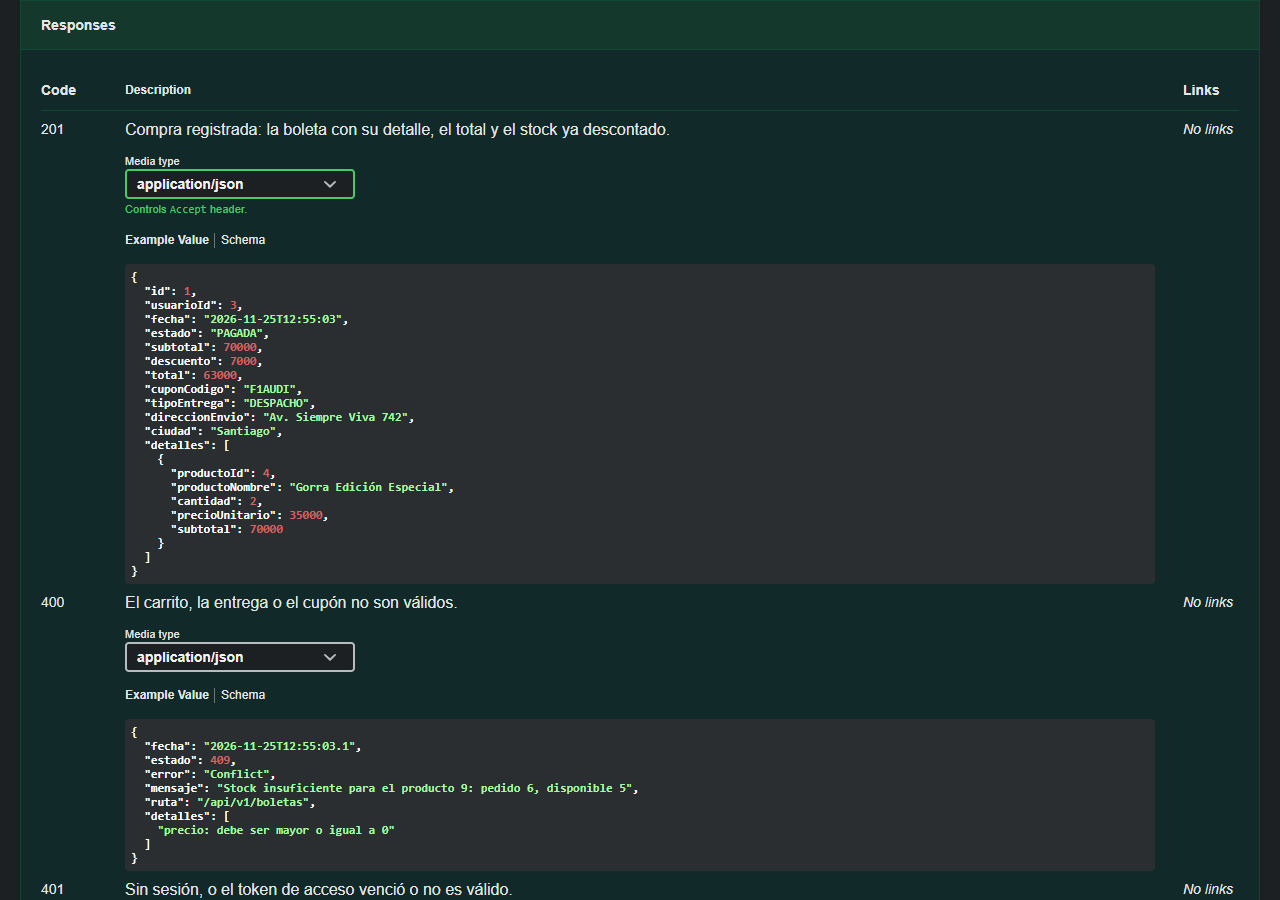 Responses
Code Description Links
201 Compra registrada: la boleta con su detalle, el total y el stock ya descontado. No links
Media type
application/json
Controls Accept header.
Example Value Schema
{
  "id": 1,
  "usuarioId": 3,
  "fecha": "2026-11-25T12:55:03",
  "estado": "PAGADA",
  "subtotal": 70000,
  "descuento": 7000,
  "total": 63000,
  "cuponCodigo": "F1AUDI",
  "tipoEntrega": "DESPACHO",
  "direccionEnvio": "Av. Siempre Viva 742",
  "ciudad": "Santiago",
  "detalles": [
    {
      "productoId": 4,
      "productoNombre": "Gorra Edición Especial",
      "cantidad": 2,
      "precioUnitario": 35000,
      "subtotal": 70000
    }
  ]
}
400 El carrito, la entrega o el cupón no son válidos. No links
Media type
application/json
Example Value Schema
{
  "fecha": "2026-11-25T12:55:03.1",
  "estado": 409,
  "error": "Conflict",
  "mensaje": "Stock insuficiente para el producto 9: pedido 6, disponible 5",
  "ruta": "/api/v1/boletas",
  "detalles": [
    "precio: debe ser mayor o igual a 0"
  ]
}
401 Sin sesión, o el token de acceso venció o no es válido. No links